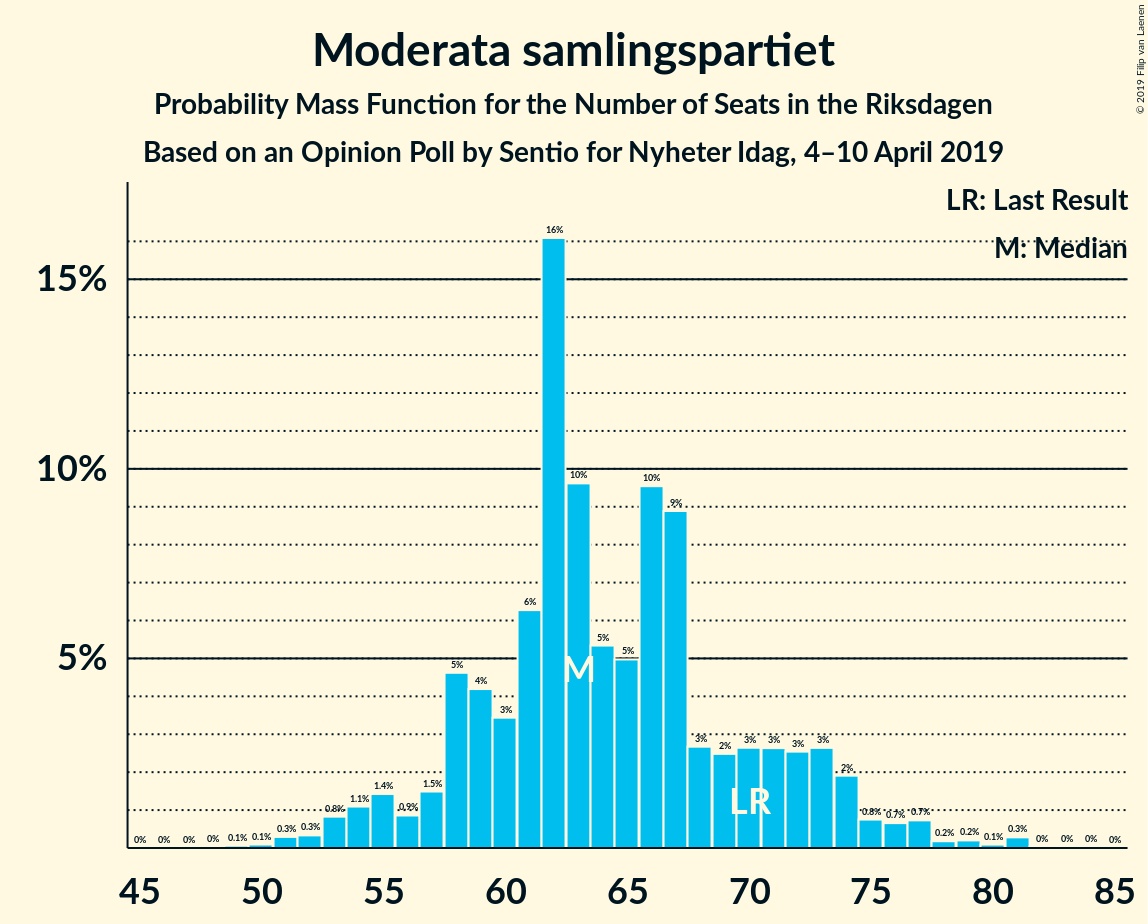 Moderata samlingspartiet
Probability Mass Function for the Number of Seats in the Riksdagen
Based on an Opinion Poll by Sentio for Nyheter Idag, 4–10 April 2019
© 2019 Filip van Laenen
LR: Last Result
M: Median
15%
10%
5%
0% 0% 0% 0% 0.1% 0.1% 0.3% 0.3% 0.8% 1.1% 1.4% 0.9% 1.5% 5% 4% 3% 6% 16% 10% 5% 5% 10% 9% 3% 2% 3% 3% 3% 3% 2% 0.8% 0.7% 0.7% 0.2% 0.2% 0.1% 0.3% 0% 0% 0% 0%
M
LR
45 50 55 60 65 70 75 80 85